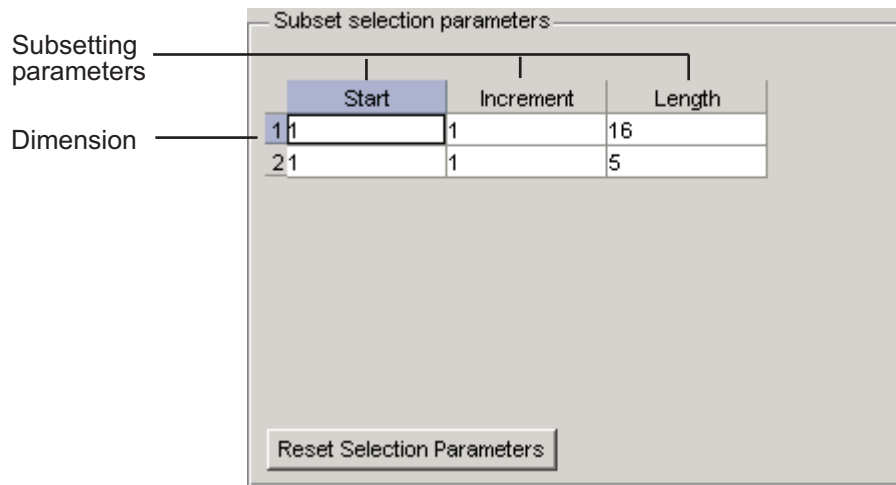 Subset selection parameters
Subsetting
parameters
Start Increment Length
1 1 1 16
Dimension
2 1 1 5
Reset Selection Parameters